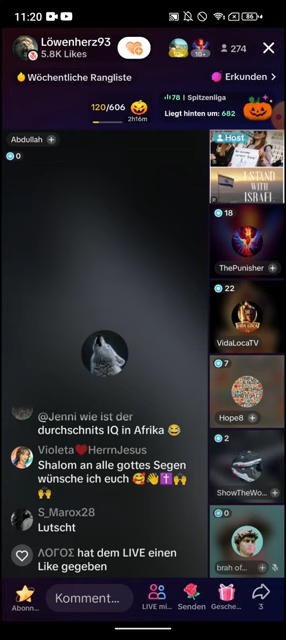 11:20
86
Löwenherz93
5.8K Likes
10+
274
Wöchentliche Rangliste
Erkunden
120/606
2h16m
78 | Spitzenliga
Liegt hinten um: 682
Abdullah
0
Host
I STAND
WITH
ISRAEL
18
ThePunisher
22
VidaLocaTV
7
Hope8
2
ShowTheWo...
0
brah of...
@Jenni wie ist der
durchschnits IQ in Afrika 😂
Violeta❤️HerrnJesus
Shalom an alle gottes Segen
wünsche ich euch 🥰👋✝️🙌
🙌
S_Marox28
Lutscht
ΛΟΓΟΣ hat dem LIVE einen
Like gegeben
Abonn...
Komment...
LIVE mi...
Senden
Gesche...
3